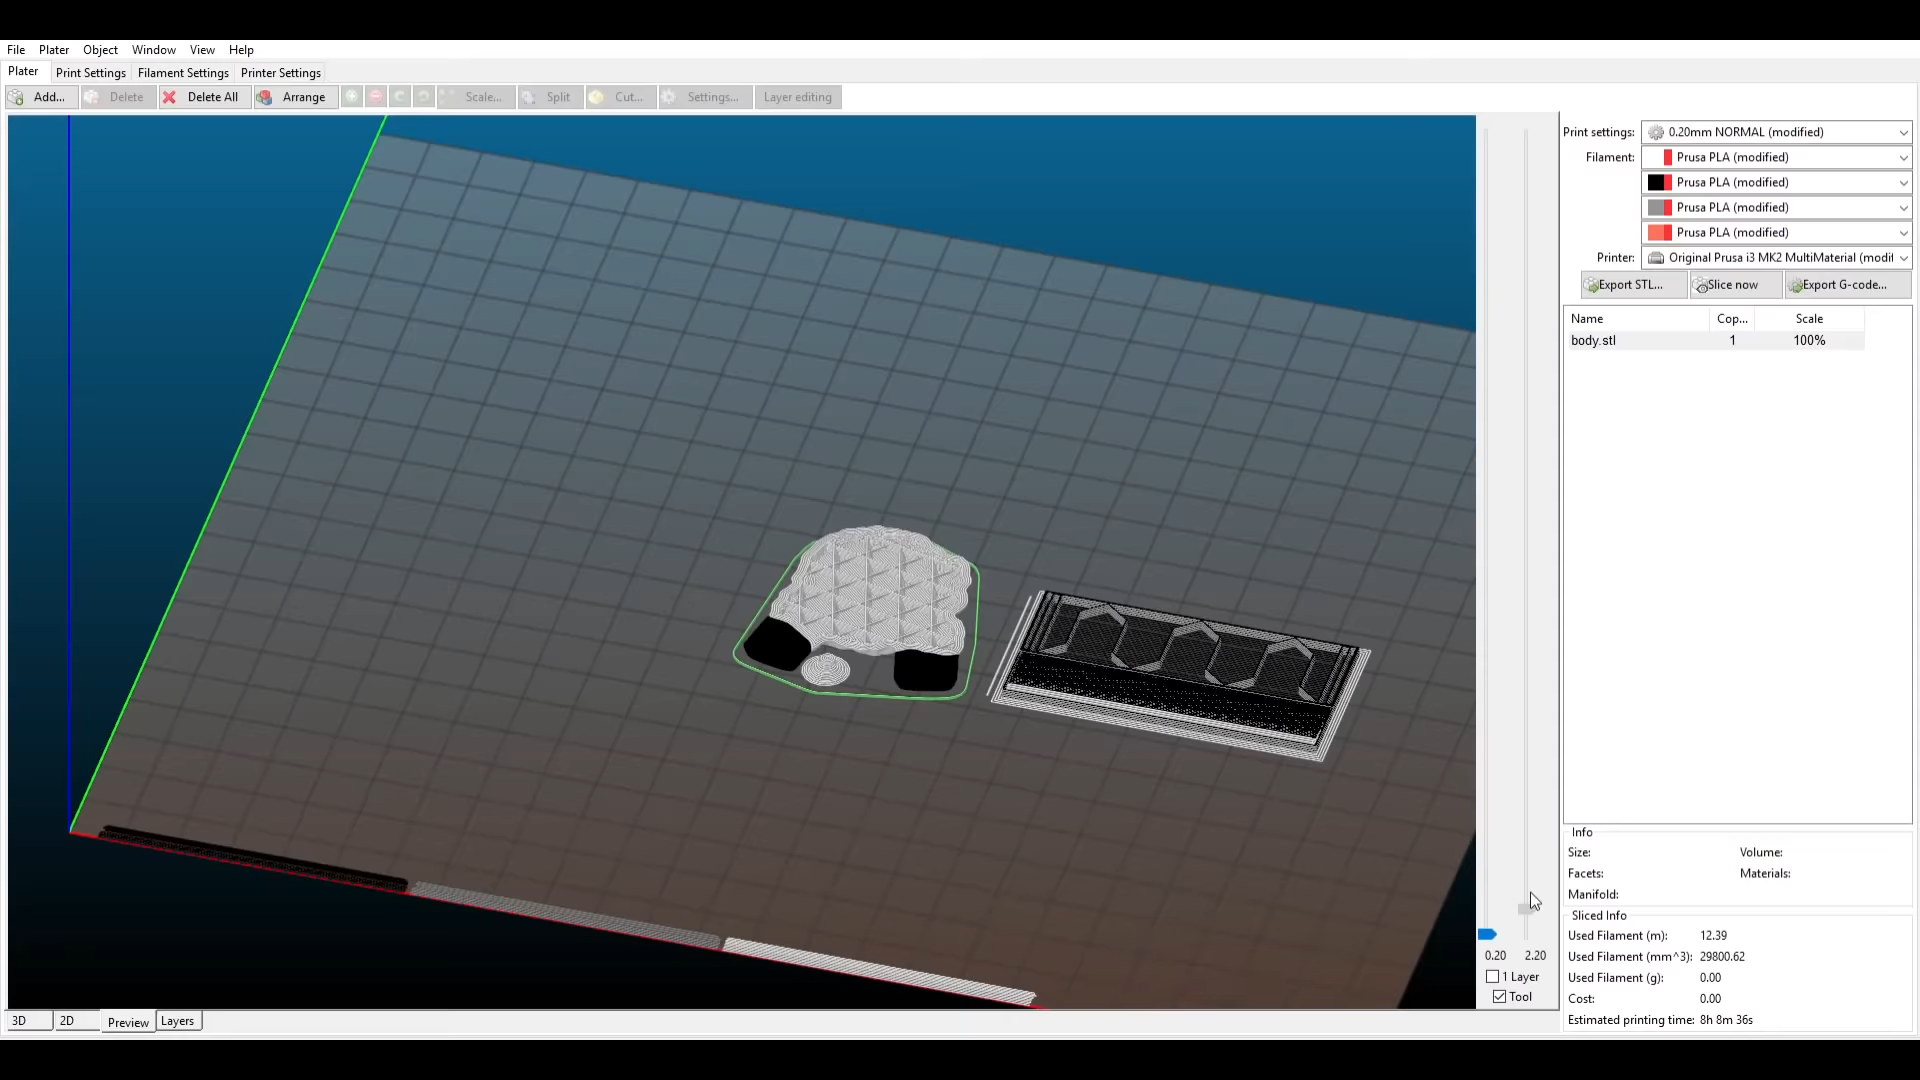 File Plater Object Window View Help
Plater Print Settings Filament Settings Printer Settings
Add... Delete Delete All Arrange Scale... Split Cut... Settings... Layer editing
Print settings: 0.20mm NORMAL (modified)
Filament: Prusa PLA (modified)
Prusa PLA (modified)
Prusa PLA (modified)
Prusa PLA (modified)
Printer: Original Prusa i3 MK2 MultiMaterial (modif
Export STL... Slice now Export G-code...
Name Cop... Scale
body.stl 1 100%
Info
Size: Volume:
Facets: Materials:
Manifold:
Sliced Info
Used Filament (m): 12.39
Used Filament (mm^3): 29800.62
Used Filament (g): 0.00
Cost: 0.00
Estimated printing time: 8h 8m 36s
0.20 2.20
1 Layer
Tool
3D 2D Preview Layers